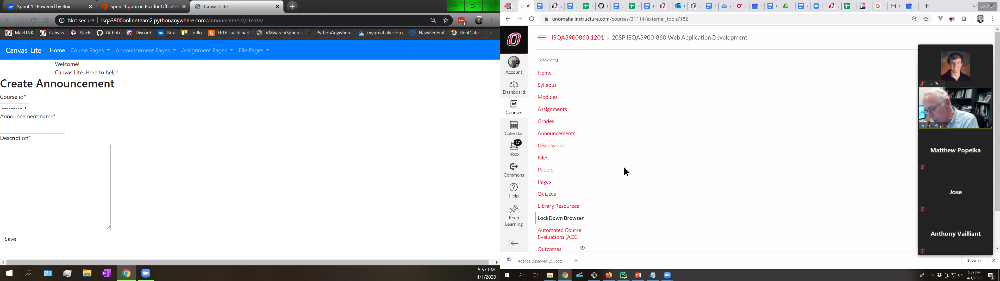 Sprint 1 | Powered by Box
Sprint 1.pptx on Box for Office O
Canvas-Lite
Not secure
isqa3900onlineteam2.pythonanywhere.com/announcement/create/
1
MavLINK
Canvas
Slack
Github
Discord
box Box
Trello
ERD: Lucidchart
VMware vSphere
PythonAnywhere
mygreatlakes.org
NavyFederal
RentCafe
Canvas-Lite
Home
Course Pages
Announcement Pages
Assignment Pages
File Pages
Welcome!
Canvas Lite. Here to help!
Create Announcement
Course id*
---------
Announcement name*
Description*
Save
5:57 PM
4/1/2020
00:54:54
unomaha.instructure.com/courses/31114/external_tools/182
ISQA3900860.1201 › 20SP ISQA3900-860:Web Application Development
2020 Spring
Account
Dashboard
Courses
Calendar
17
Inbox
Commons
Help
Keep
Learning
Home
Syllabus
Modules
Assignments
Grades
Announcements
Discussions
Files
People
Pages
Quizzes
Library Resources
LockDown Browser
Automated Course
Evaluations (ACE)
Outcomes
Levi Price
George Royce
Matthew Popelka
Jose
Anthony Vailliant
Agenda Expanded Ex....docx
Show all
5:57 PM
4/1/2020
3